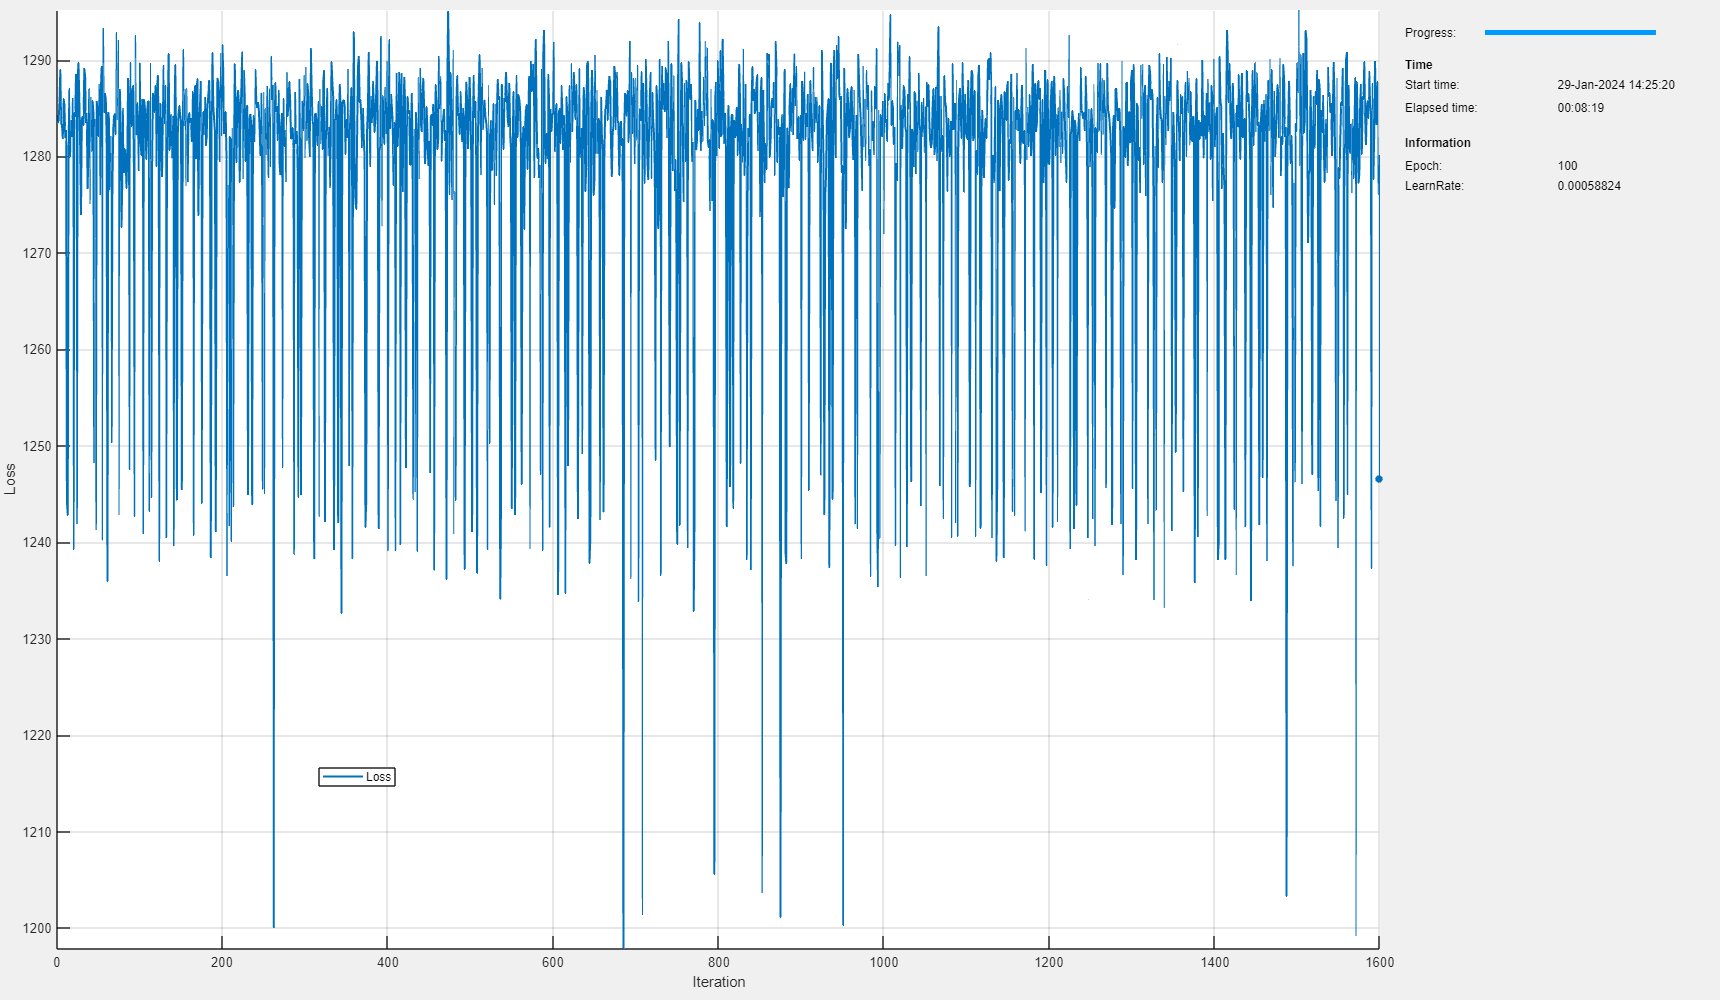 1290
1280
1270
1260
1250
1240
1230
1220
1210
1200
Loss
Loss
0 200 400 600 800 1000 1200 1400 1600
Iteration
Progress:
Time
Start time: 29-Jan-2024 14:25:20
Elapsed time: 00:08:19
Information
Epoch: 100
LearnRate: 0.00058824